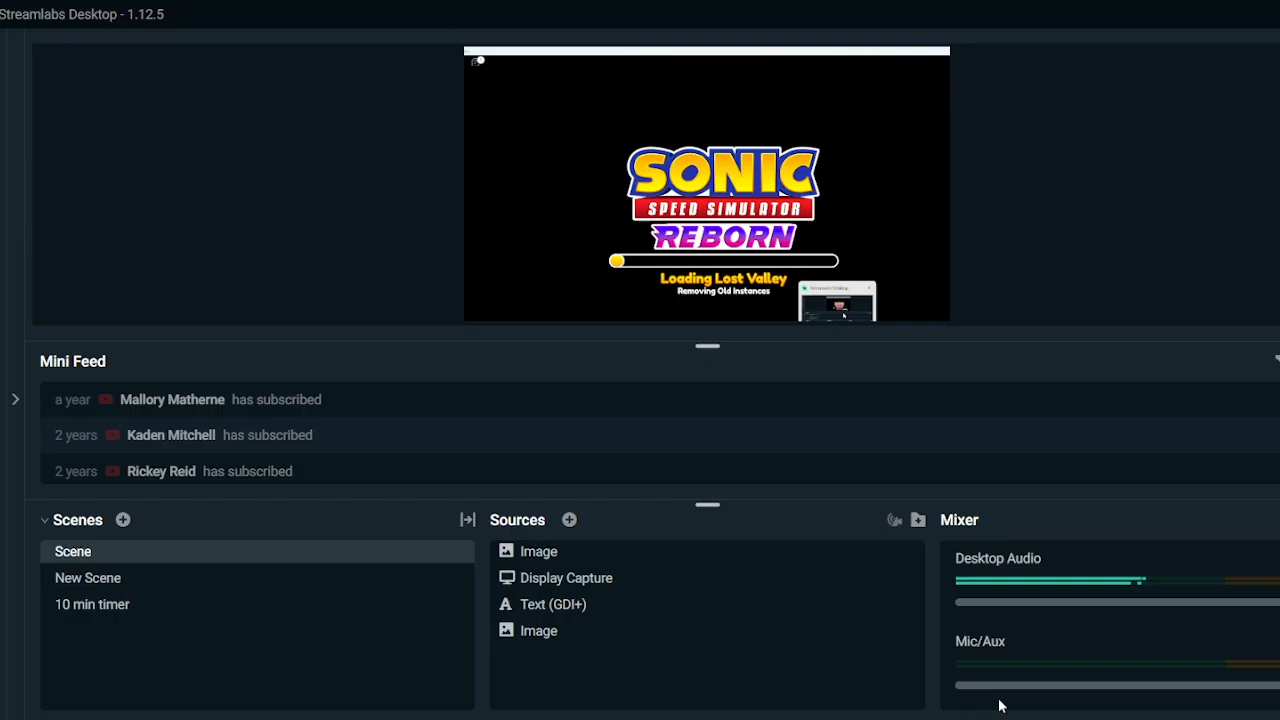 Streamlabs Desktop - 1.12.5
SONIC
SPEED SIMULATOR
REBORN
Loading Lost Valley
Removing Old Instances
Streamlabs Desktop
Mini Feed
a year Mallory Matherne has subscribed
2 years Kaden Mitchell has subscribed
2 years Rickey Reid has subscribed
Scenes
Scene
New Scene
10 min timer
Sources
Image
Display Capture
Text (GDI+)
Image
Mixer
Desktop Audio
Mic/Aux